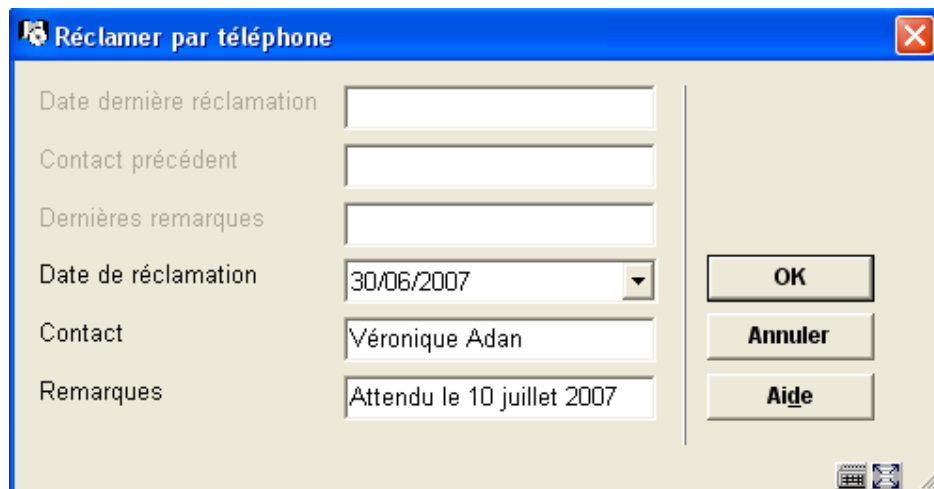 Réclamer par téléphone
Date dernière réclamation
Contact précédent
Dernières remarques
Date de réclamation 30/06/2007 OK
Contact Véronique Adan Annuler
Remarques Attendu le 10 juillet 2007 Aide